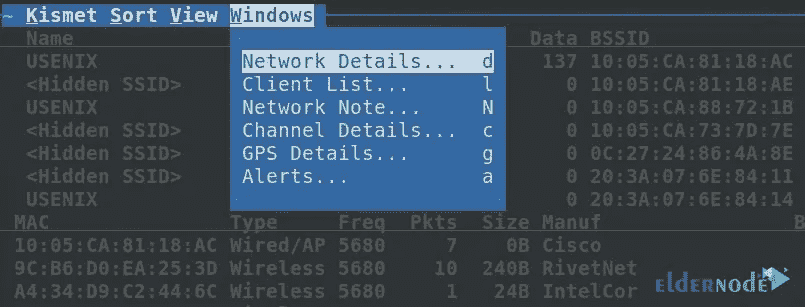 ~ Kismet Sort View Windows
Name Data BSSID
Network Details... d
USENIX 137 10:05:CA:81:18:AC
Client List... l
<Hidden SSID> 0 10:05:CA:81:18:AE
Network Note... N
USENIX 0 10:05:CA:88:72:1B
Channel Details... c
<Hidden SSID> 0 10:05:CA:73:7D:7E
GPS Details... g
<Hidden SSID> 0 0C:27:24:86:4A:8E
Alerts... a
<Hidden SSID> 0 20:3A:07:6E:84:11
USENIX 0 20:3A:07:6E:84:14
MAC Type Freq Pkts Size Manuf
10:05:CA:81:18:AC Wired/AP 5680 7 0B Cisco
9C:B6:D0:EA:25:3D Wireless 5680 10 240B RivetNet
A4:34:D9:C2:44:6C Wireless 5680 1 24B IntelCor
eldernode